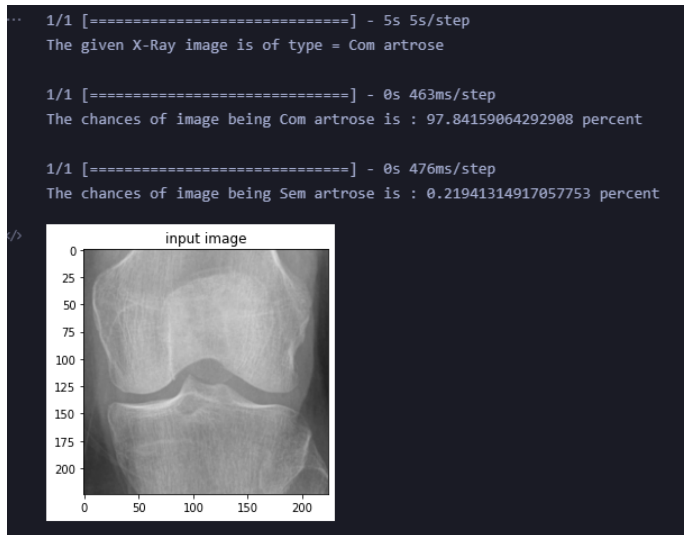 ... 1/1 [==============================] - 5s 5s/step
The given X-Ray image is of type = Com artrose
1/1 [==============================] - 0s 463ms/step
The chances of image being Com artrose is : 97.84159064292908 percent
1/1 [==============================] - 0s 476ms/step
The chances of image being Sem artrose is : 0.21941314917057753 percent
</>
input image
0
25
50
75
100
125
150
175
200
0 50 100 150 200